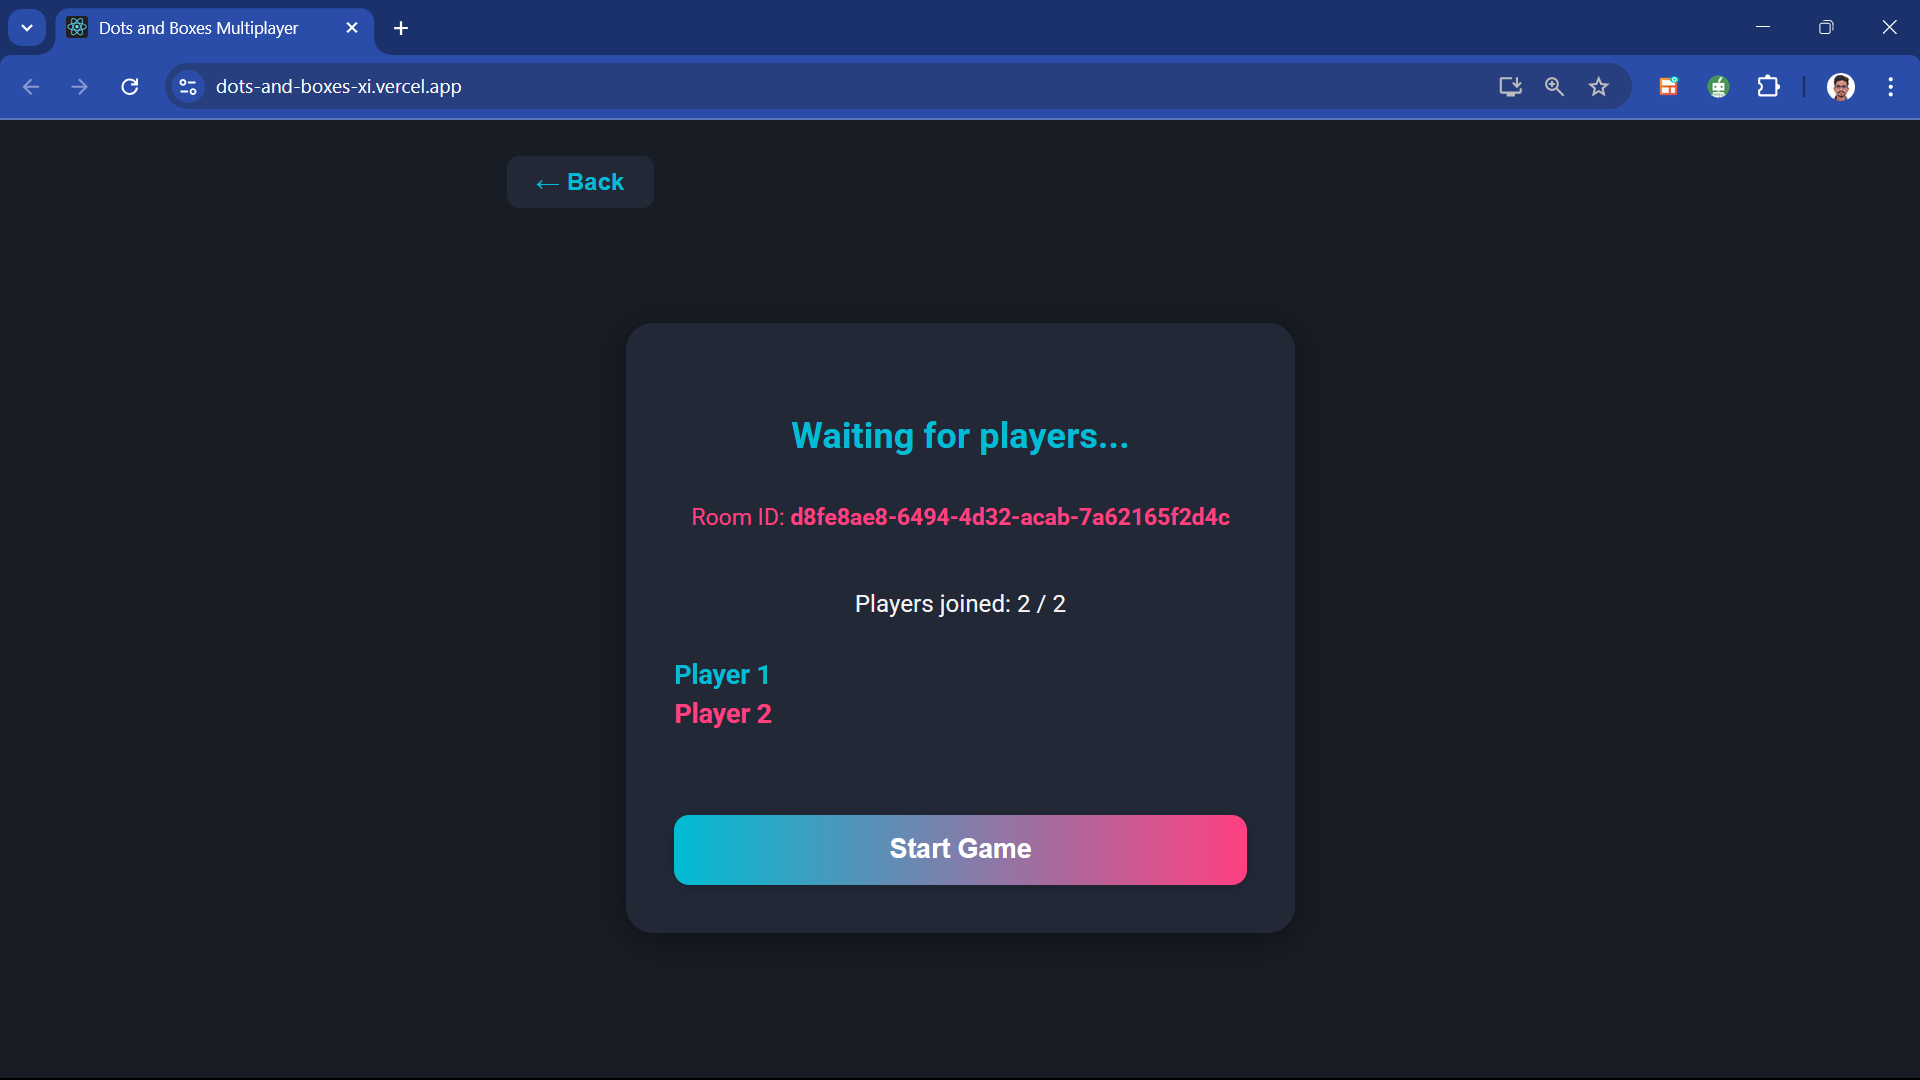 Dots and Boxes Multiplayer
dots-and-boxes-xi.vercel.app
← Back
Waiting for players...
Room ID: d8fe8ae8-6494-4d32-acab-7a62165f2d4c
Players joined: 2 / 2
Player 1
Player 2
Start Game